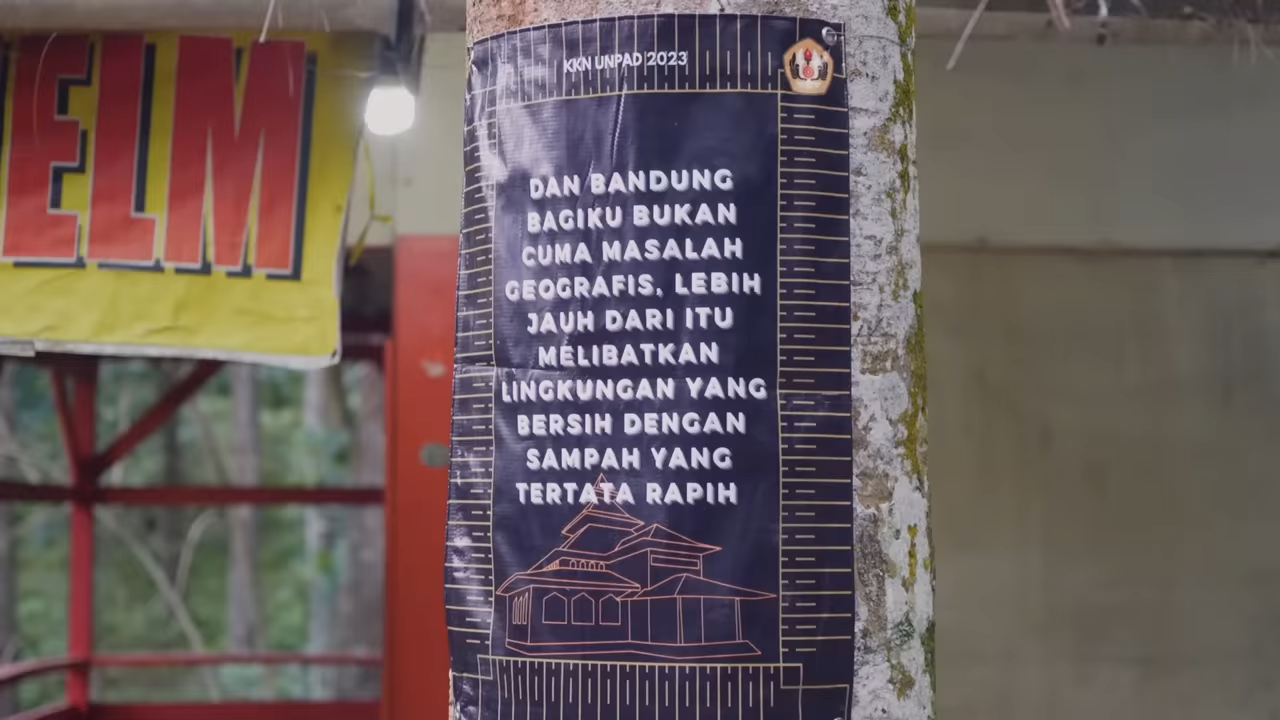 ELM
KKN UNPAD 2023
DAN BANDUNG
BAGIKU BUKAN
CUMA MASALAH
GEOGRAFIS, LEBIH
JAUH DARI ITU
MELIBATKAN
LINGKUNGAN YANG
BERSIH DENGAN
SAMPAH YANG
TERTATA RAPIH